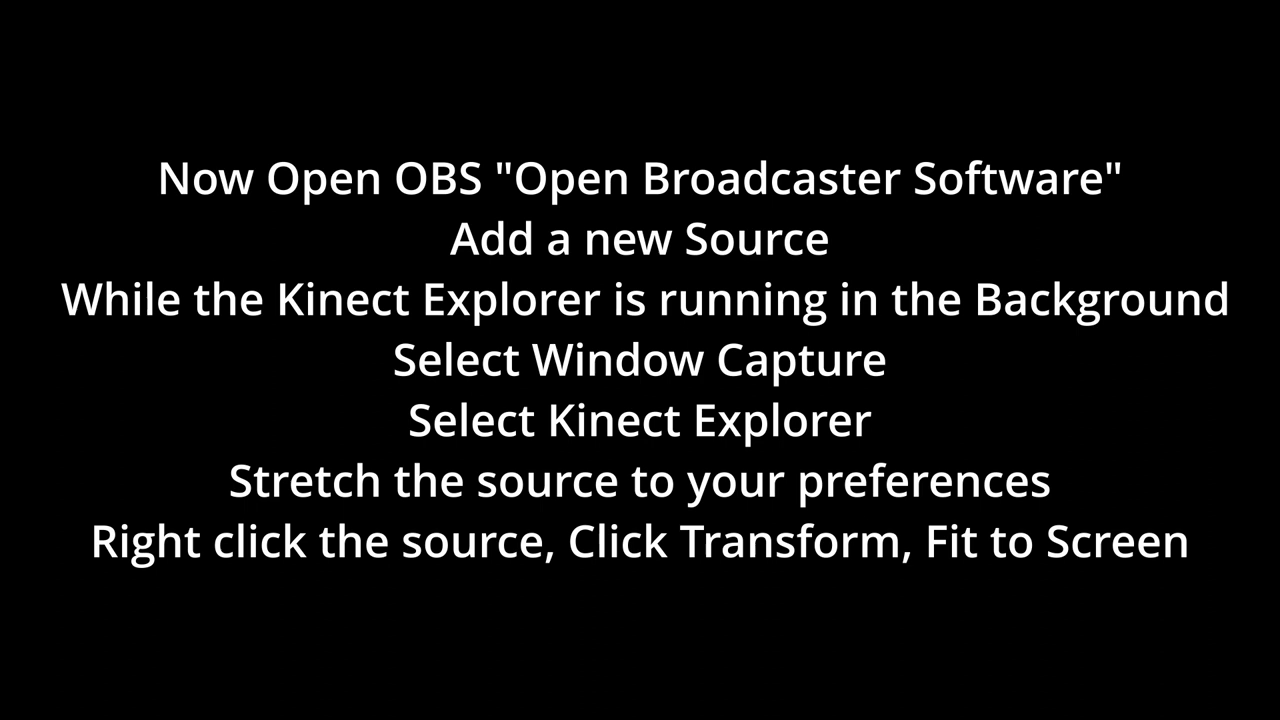 Now Open OBS "Open Broadcaster Software"
Add a new Source
While the Kinect Explorer is running in the Background
Select Window Capture
Select Kinect Explorer
Stretch the source to your preferences
Right click the source, Click Transform, Fit to Screen